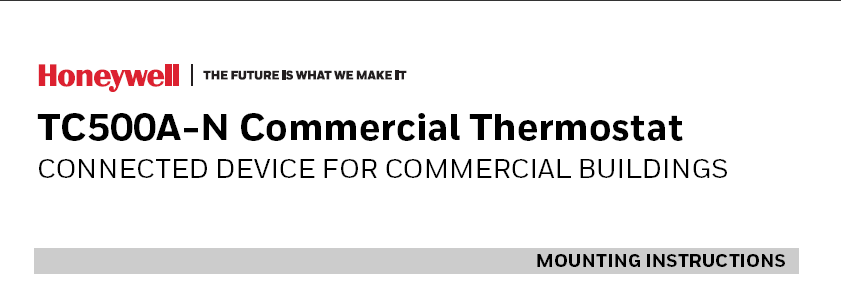 Honeywell | THE FUTURE IS WHAT WE MAKE IT
TC500A-N Commercial Thermostat
CONNECTED DEVICE FOR COMMERCIAL BUILDINGS
MOUNTING INSTRUCTIONS